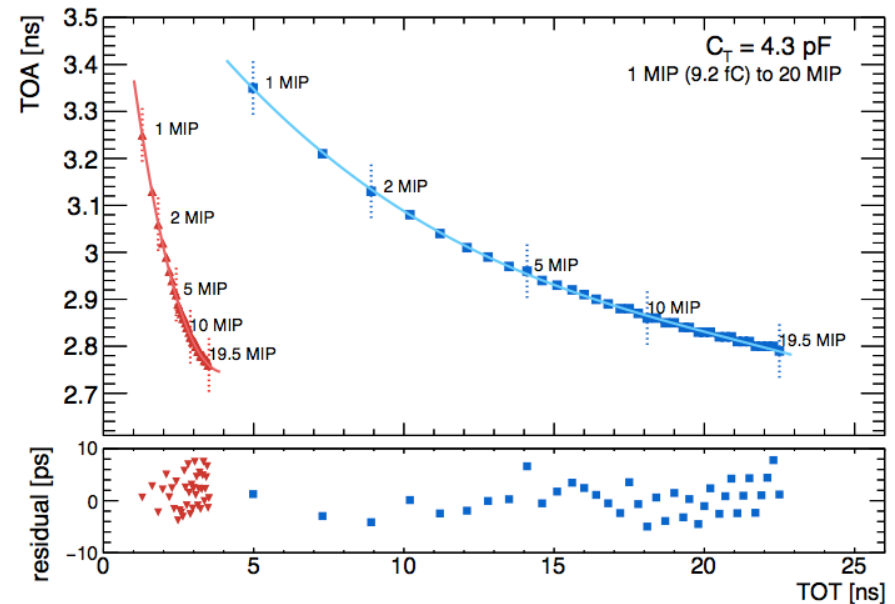 TOA [ns]
3.5
3.4
3.3
3.2
3.1
3
2.9
2.8
2.7
C_T = 4.3 pF
1 MIP (9.2 fC) to 20 MIP
1 MIP
2 MIP
5 MIP
10 MIP
19.5 MIP
1 MIP
2 MIP
5 MIP
10 MIP
19.5 MIP
residual [ps]
10
0
−10
0
5
10
15
20
25
TOT [ns]